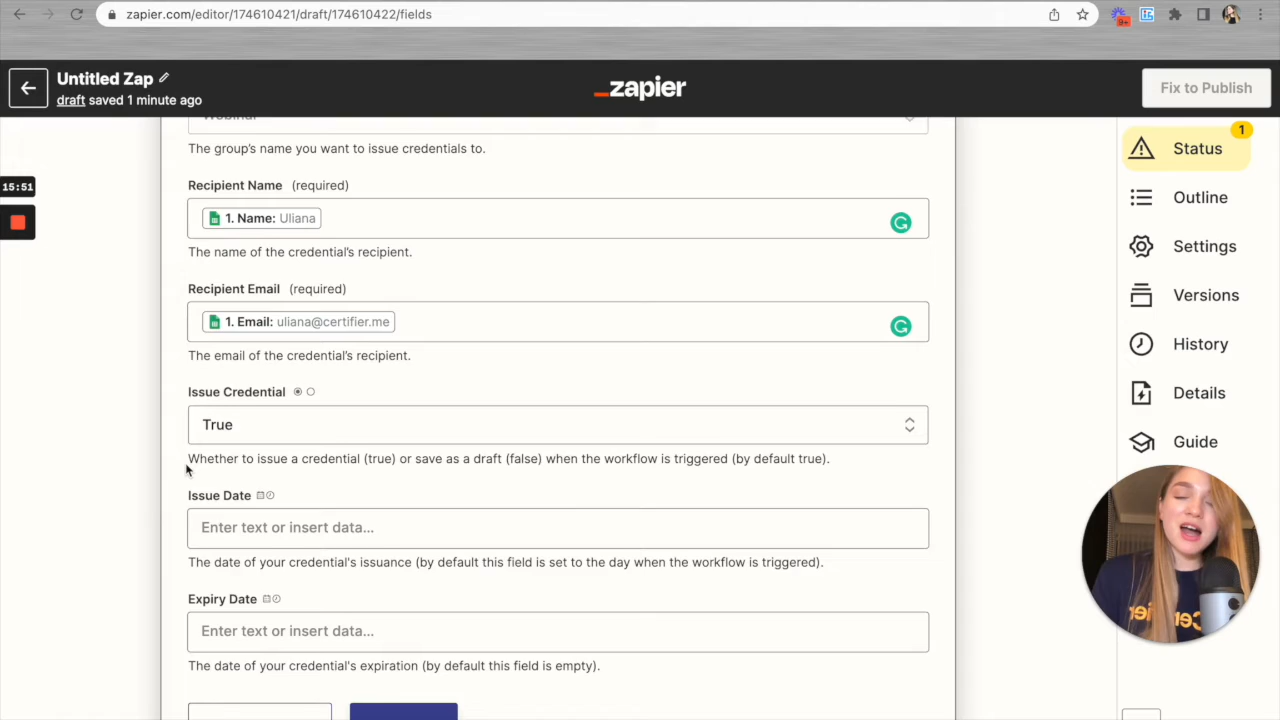 zapier.com/editor/174610421/draft/174610422/fields
9+
Untitled Zap
draft saved 1 minute ago
_zapier
Fix to Publish
Webinar
The group's name you want to issue credentials to.
Recipient Name (required)
1. Name: Uliana
The name of the credential's recipient.
Recipient Email (required)
1. Email: uliana@certifier.me
The email of the credential's recipient.
Issue Credential
True
Whether to issue a credential (true) or save as a draft (false) when the workflow is triggered (by default true).
Issue Date
Enter text or insert data...
The date of your credential's issuance (by default this field is set to the day when the workflow is triggered).
Expiry Date
Enter text or insert data...
The date of your credential's expiration (by default this field is empty).
15:51
1
Status
Outline
Settings
Versions
History
Details
Guide